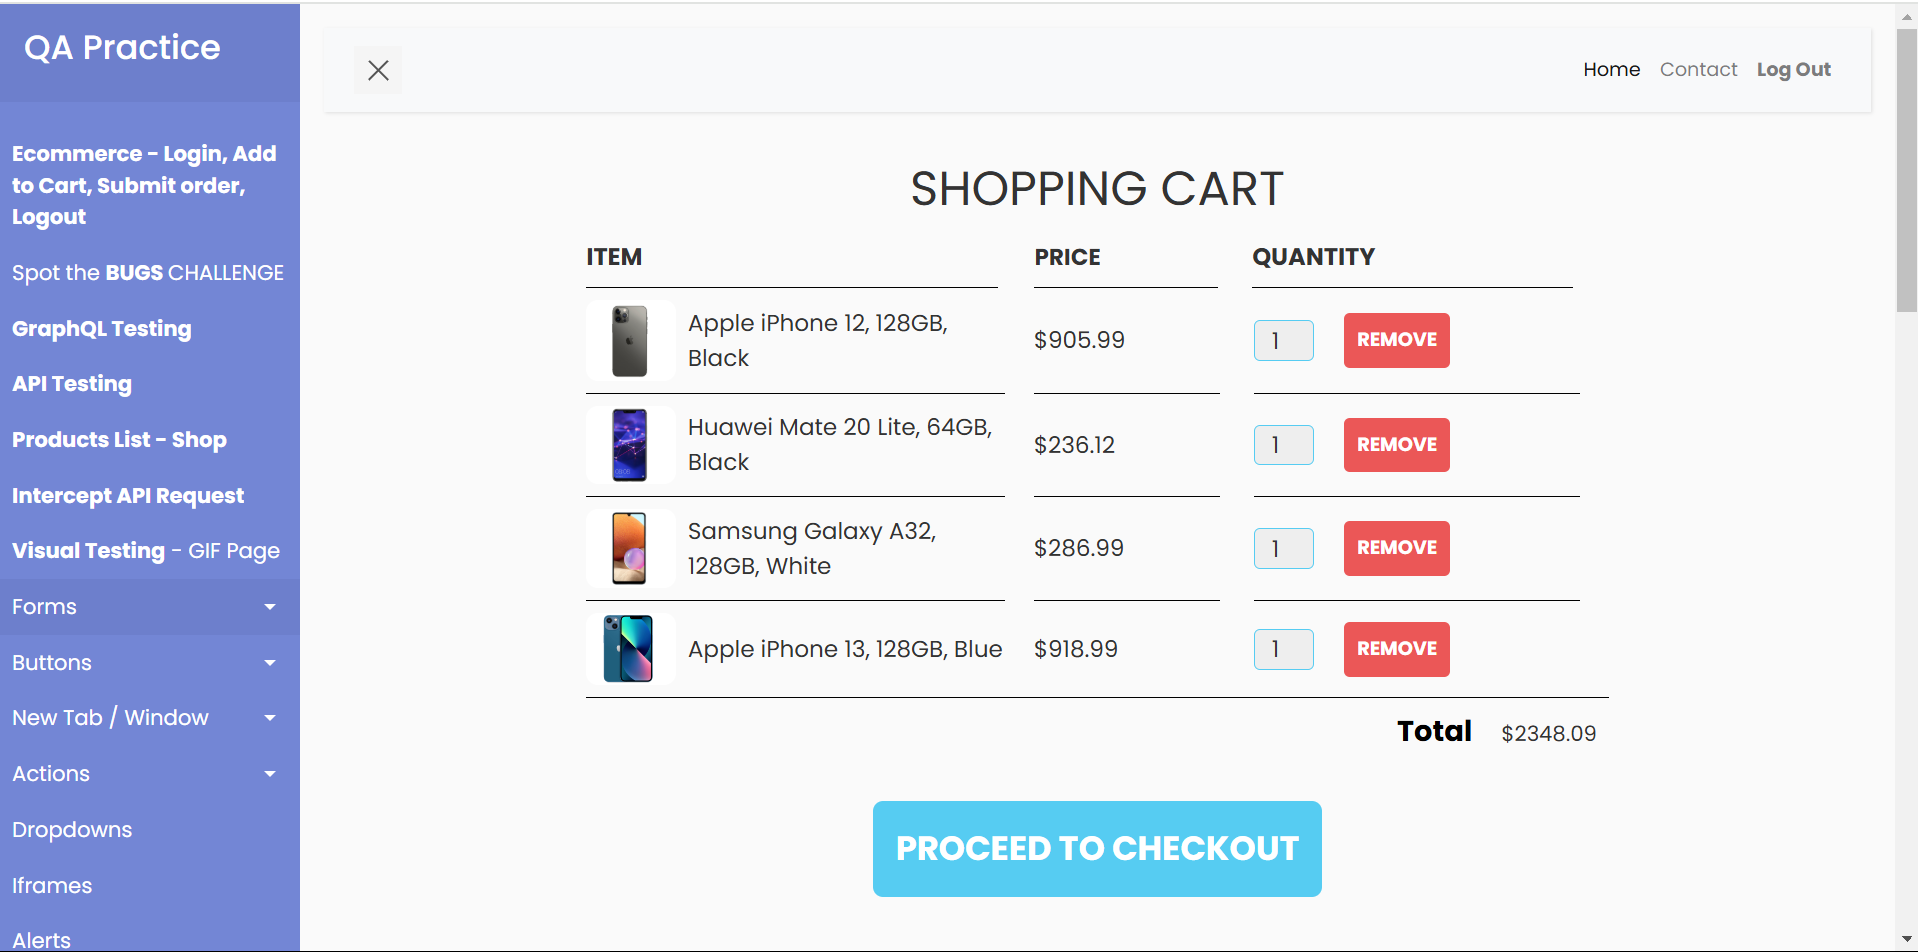 QA Practice
Home Contact Log Out
Ecommerce - Login, Add
to Cart, Submit order,
Logout
Spot the BUGS CHALLENGE
GraphQL Testing
API Testing
Products List - Shop
Intercept API Request
Visual Testing - GIF Page
Forms
Buttons
New Tab / Window
Actions
Dropdowns
Iframes
Alerts
SHOPPING CART
ITEM PRICE QUANTITY
Apple iPhone 12, 128GB,
Black
$905.99 1 REMOVE
Huawei Mate 20 Lite, 64GB,
Black
$236.12 1 REMOVE
Samsung Galaxy A32,
128GB, White
$286.99 1 REMOVE
Apple iPhone 13, 128GB, Blue $918.99 1 REMOVE
Total $2348.09
PROCEED TO CHECKOUT